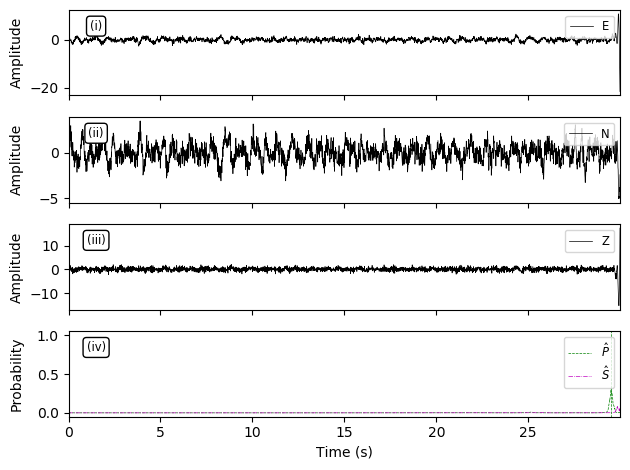 Amplitude
0
−20
(i)
E
Amplitude
0
−5
(ii)
N
Amplitude
10
0
−10
(iii)
Z
Probability
1.0
0.5
0.0
(iv)
P̂
Ŝ
0 5 10 15 20 25
Time (s)